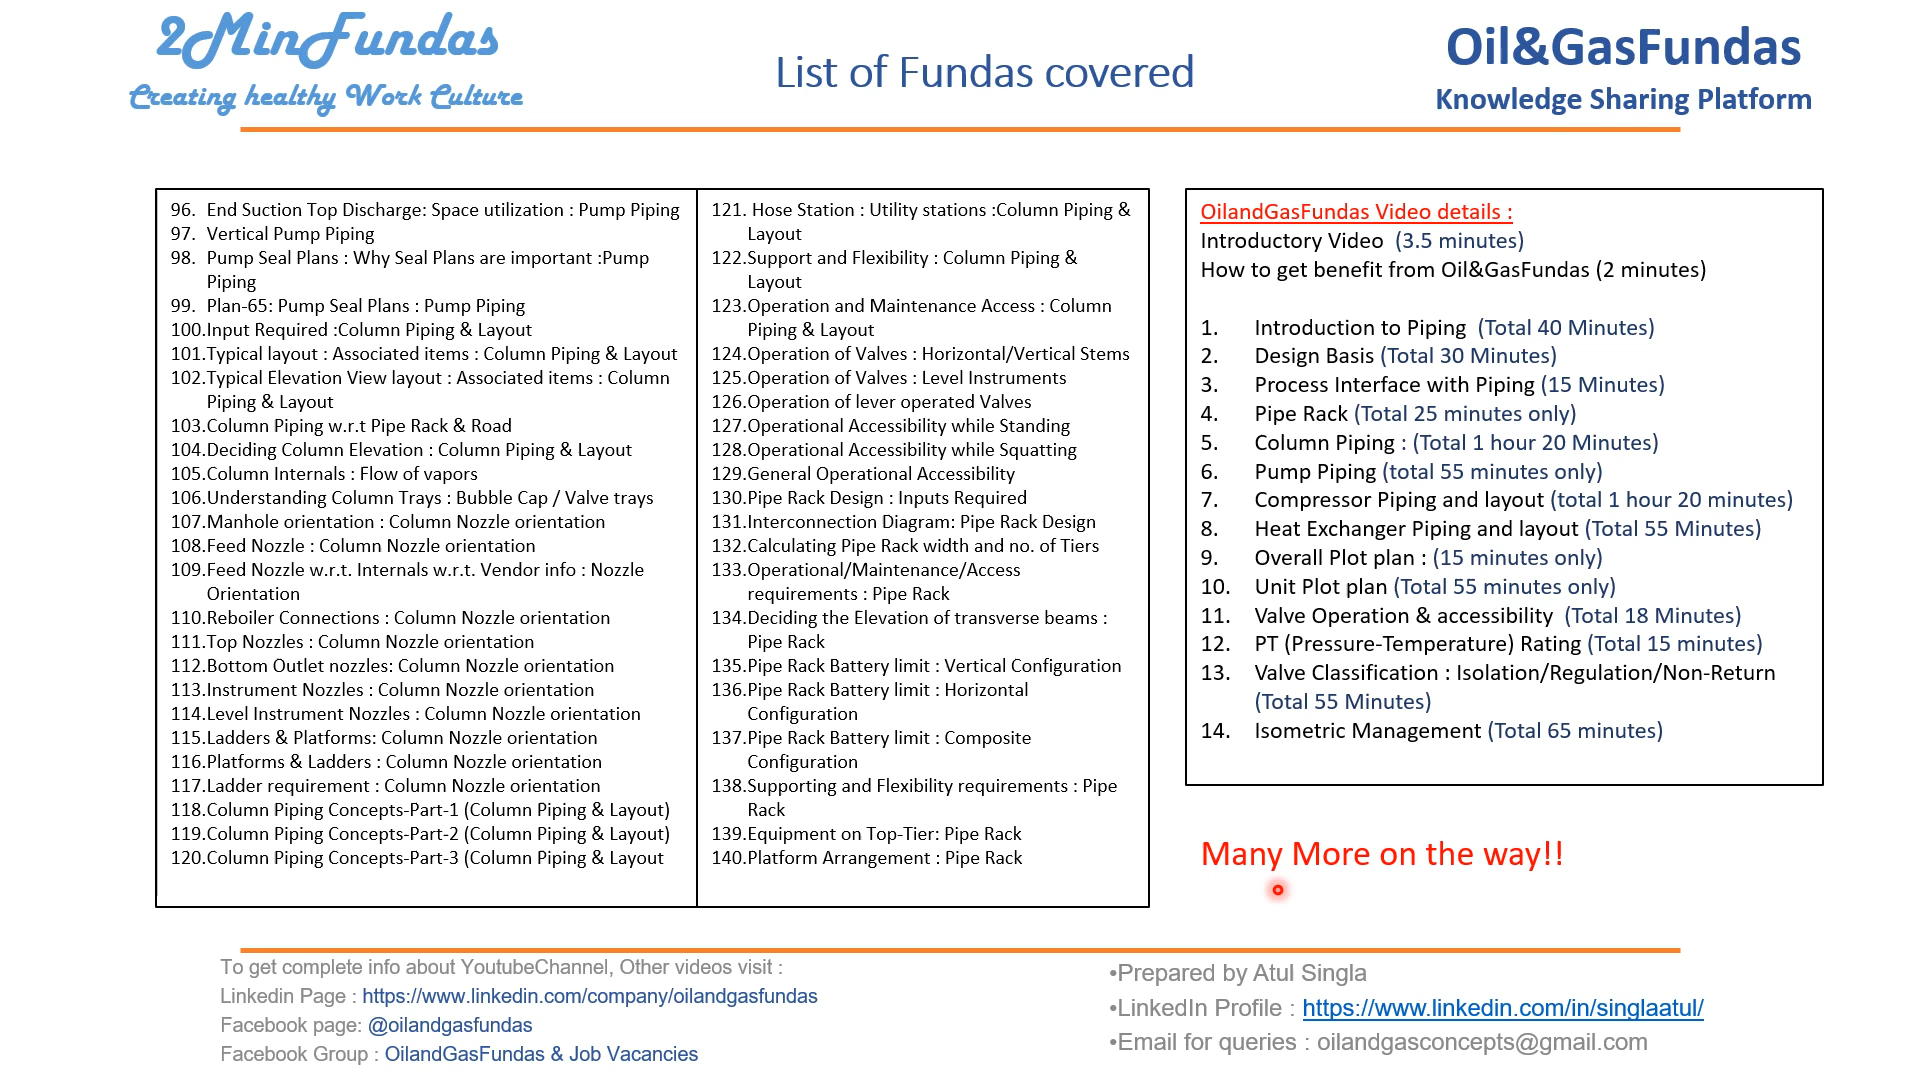 2MinFundas
Creating healthy Work Culture
List of Fundas covered
Oil&GasFundas
Knowledge Sharing Platform
96. End Suction Top Discharge: Space utilization : Pump Piping
97. Vertical Pump Piping
98. Pump Seal Plans : Why Seal Plans are important :Pump
Piping
99. Plan-65: Pump Seal Plans : Pump Piping
100.Input Required :Column Piping & Layout
101.Typical layout : Associated items : Column Piping & Layout
102.Typical Elevation View layout : Associated items : Column
Piping & Layout
103.Column Piping w.r.t Pipe Rack & Road
104.Deciding Column Elevation : Column Piping & Layout
105.Column Internals : Flow of vapors
106.Understanding Column Trays : Bubble Cap / Valve trays
107.Manhole orientation : Column Nozzle orientation
108.Feed Nozzle : Column Nozzle orientation
109.Feed Nozzle w.r.t. Internals w.r.t. Vendor info : Nozzle
Orientation
110.Reboiler Connections : Column Nozzle orientation
111.Top Nozzles : Column Nozzle orientation
112.Bottom Outlet nozzles: Column Nozzle orientation
113.Instrument Nozzles : Column Nozzle orientation
114.Level Instrument Nozzles : Column Nozzle orientation
115.Ladders & Platforms: Column Nozzle orientation
116.Platforms & Ladders : Column Nozzle orientation
117.Ladder requirement : Column Nozzle orientation
118.Column Piping Concepts-Part-1 (Column Piping & Layout)
119.Column Piping Concepts-Part-2 (Column Piping & Layout)
120.Column Piping Concepts-Part-3 (Column Piping & Layout
121. Hose Station : Utility stations :Column Piping &
Layout
122.Support and Flexibility : Column Piping &
Layout
123.Operation and Maintenance Access : Column
Piping & Layout
124.Operation of Valves : Horizontal/Vertical Stems
125.Operation of Valves : Level Instruments
126.Operation of lever operated Valves
127.Operational Accessibility while Standing
128.Operational Accessibility while Squatting
129.General Operational Accessibility
130.Pipe Rack Design : Inputs Required
131.Interconnection Diagram: Pipe Rack Design
132.Calculating Pipe Rack width and no. of Tiers
133.Operational/Maintenance/Access
requirements : Pipe Rack
134.Deciding the Elevation of transverse beams :
Pipe Rack
135.Pipe Rack Battery limit : Vertical Configuration
136.Pipe Rack Battery limit : Horizontal
Configuration
137.Pipe Rack Battery limit : Composite
Configuration
138.Supporting and Flexibility requirements : Pipe
Rack
139.Equipment on Top-Tier: Pipe Rack
140.Platform Arrangement : Pipe Rack
OilandGasFundas Video details :
Introductory Video (3.5 minutes)
How to get benefit from Oil&GasFundas (2 minutes)
1. Introduction to Piping (Total 40 Minutes)
2. Design Basis (Total 30 Minutes)
3. Process Interface with Piping (15 Minutes)
4. Pipe Rack (Total 25 minutes only)
5. Column Piping : (Total 1 hour 20 Minutes)
6. Pump Piping (total 55 minutes only)
7. Compressor Piping and layout (total 1 hour 20 minutes)
8. Heat Exchanger Piping and layout (Total 55 Minutes)
9. Overall Plot plan : (15 minutes only)
10. Unit Plot plan (Total 55 minutes only)
11. Valve Operation & accessibility (Total 18 Minutes)
12. PT (Pressure-Temperature) Rating (Total 15 minutes)
13. Valve Classification : Isolation/Regulation/Non-Return
(Total 55 Minutes)
14. Isometric Management (Total 65 minutes)
Many More on the way!!
To get complete info about YoutubeChannel, Other videos visit :
Linkedin Page : https://www.linkedin.com/company/oilandgasfundas
Facebook page: @oilandgasfundas
Facebook Group : OilandGasFundas & Job Vacancies
•Prepared by Atul Singla
•LinkedIn Profile : https://www.linkedin.com/in/singlaatul/
•Email for queries : oilandgasconcepts@gmail.com